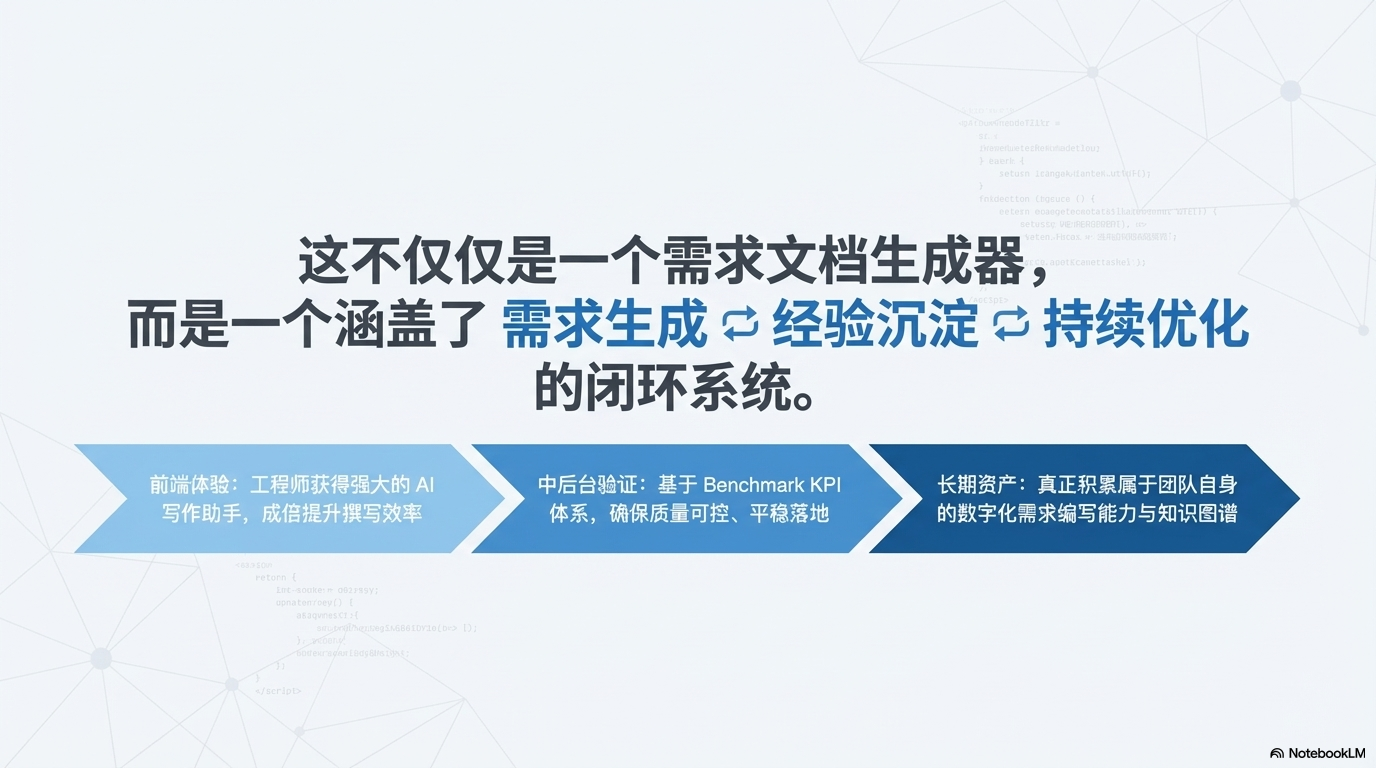 这不仅仅是一个需求文档生成器，
而是一个涵盖了 需求生成 经验沉淀 持续优化
的闭环系统。
前端体验：工程师获得强大的 AI
写作助手，成倍提升撰写效率
中后台验证：基于 Benchmark KPI
体系，确保质量可控、平稳落地
长期资产：真正积累属于团队自身
的数字化需求编写能力与知识图谱
return {
</script>
NotebookLM